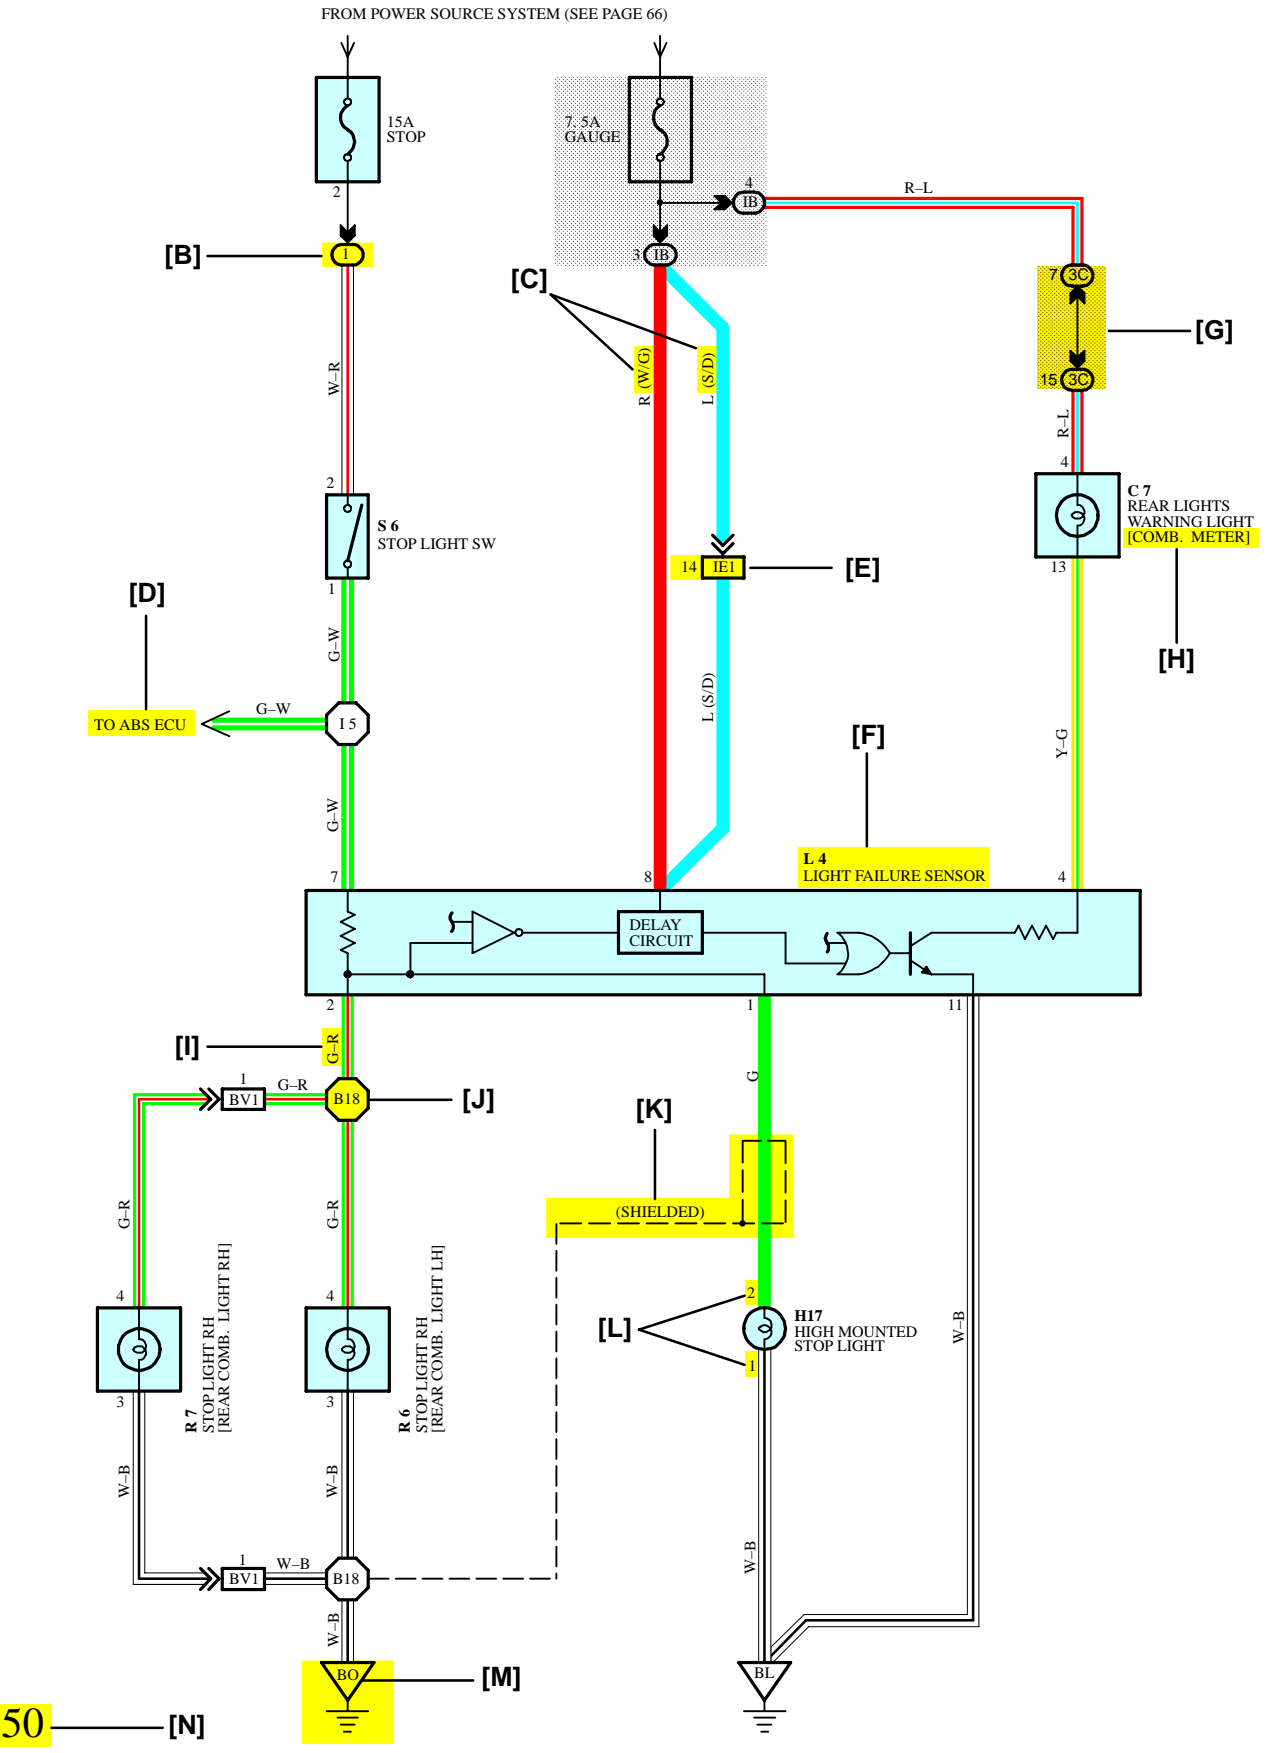 FROM POWER SOURCE SYSTEM (SEE PAGE 66)
15A
STOP
7. 5A
GAUGE
2
4
IB
R–L
[B]
1
3
IB
[C]
7
3C
[G]
15
3C
W–R
R (W/G)
L (S/D)
R–L
2
4
S 6
STOP LIGHT SW
C 7
REAR LIGHTS
WARNING LIGHT
[COMB. METER]
14
IE1
[E]
1
13
[D]
G–W
[H]
L (S/D)
TO ABS ECU
G–W
I 5
[F]
Y–G
G–W
L 4
LIGHT FAILURE SENSOR
7
8
4
DELAY
CIRCUIT
2
1
11
[I]
G–R
G
1
BV1
G–R
B18
[J]
[K]
G–R
G–R
(SHIELDED)
4
4
2
R 7
STOP LIGHT RH
[REAR COMB. LIGHT RH]
R 6
STOP LIGHT RH
[REAR COMB. LIGHT LH]
[L]
H17
HIGH MOUNTED
STOP LIGHT
W–B
3
3
1
W–B
W–B
W–B
1
BV1
W–B
B18
W–B
BO
[M]
BL
50
[N]